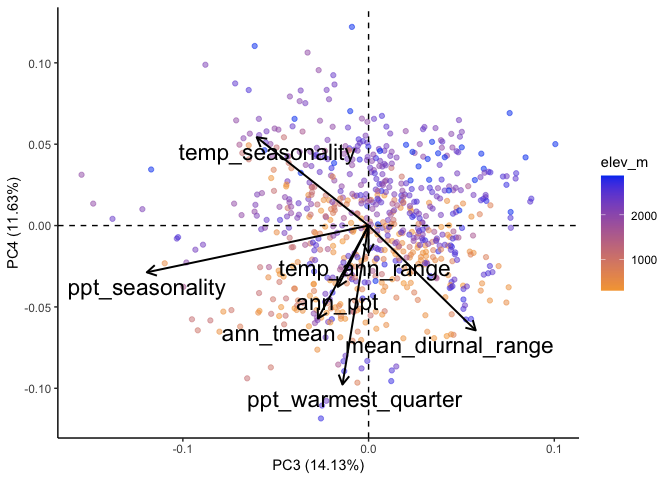 0.10
0.05
0.00
-0.05
-0.10
PC4 (11.63%)
temp_seasonality
ppt_seasonality
temp_ann_range
ann_ppt
ann_tmean
mean_diurnal_range
ppt_warmest_quarter
-0.1
0.0
0.1
PC3 (14.13%)
elev_m
2000
1000